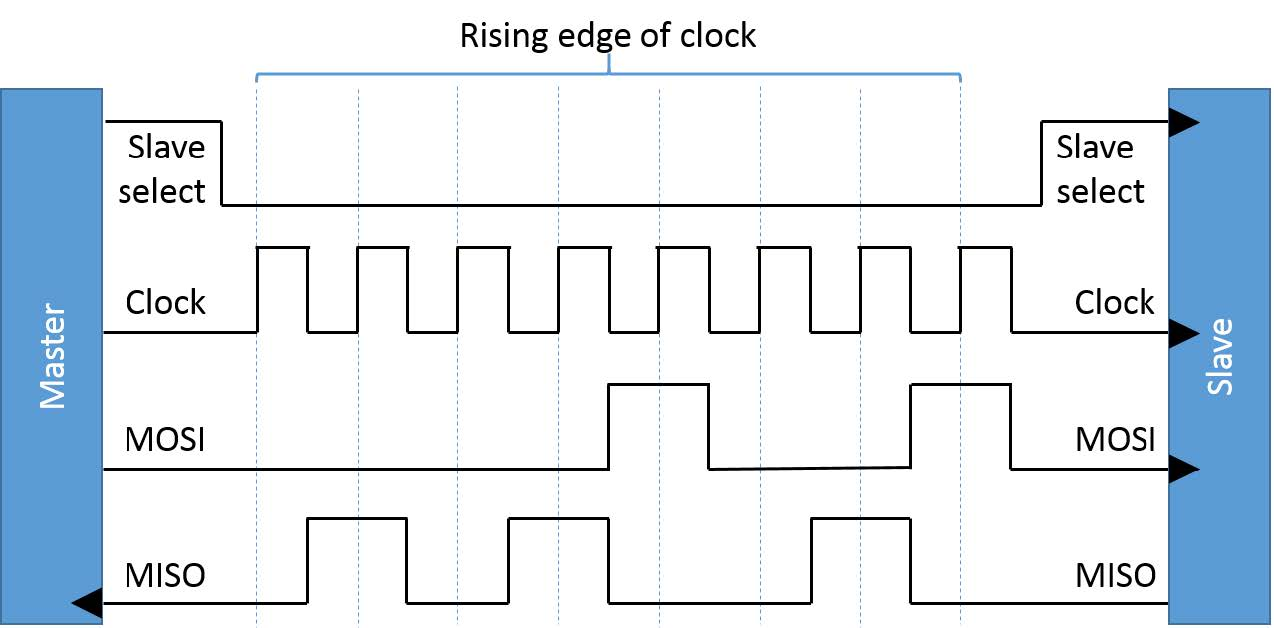 Rising edge of clock
Slave
select
Slave
select
Clock
Clock
Master
Slave
MOSI
MOSI
MISO
MISO